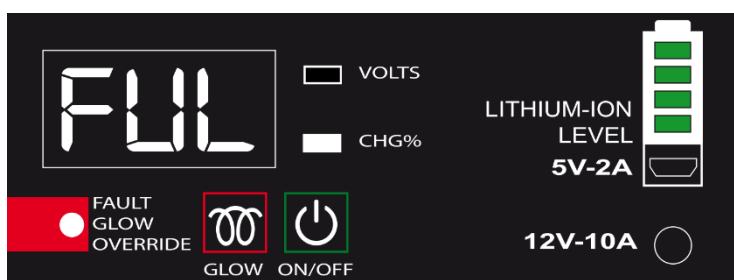 FUL
VOLTS
CHG%
LITHIUM-ION
LEVEL
5V-2A
FAULT
GLOW
OVERRIDE
GLOW
ON/OFF
12V-10A